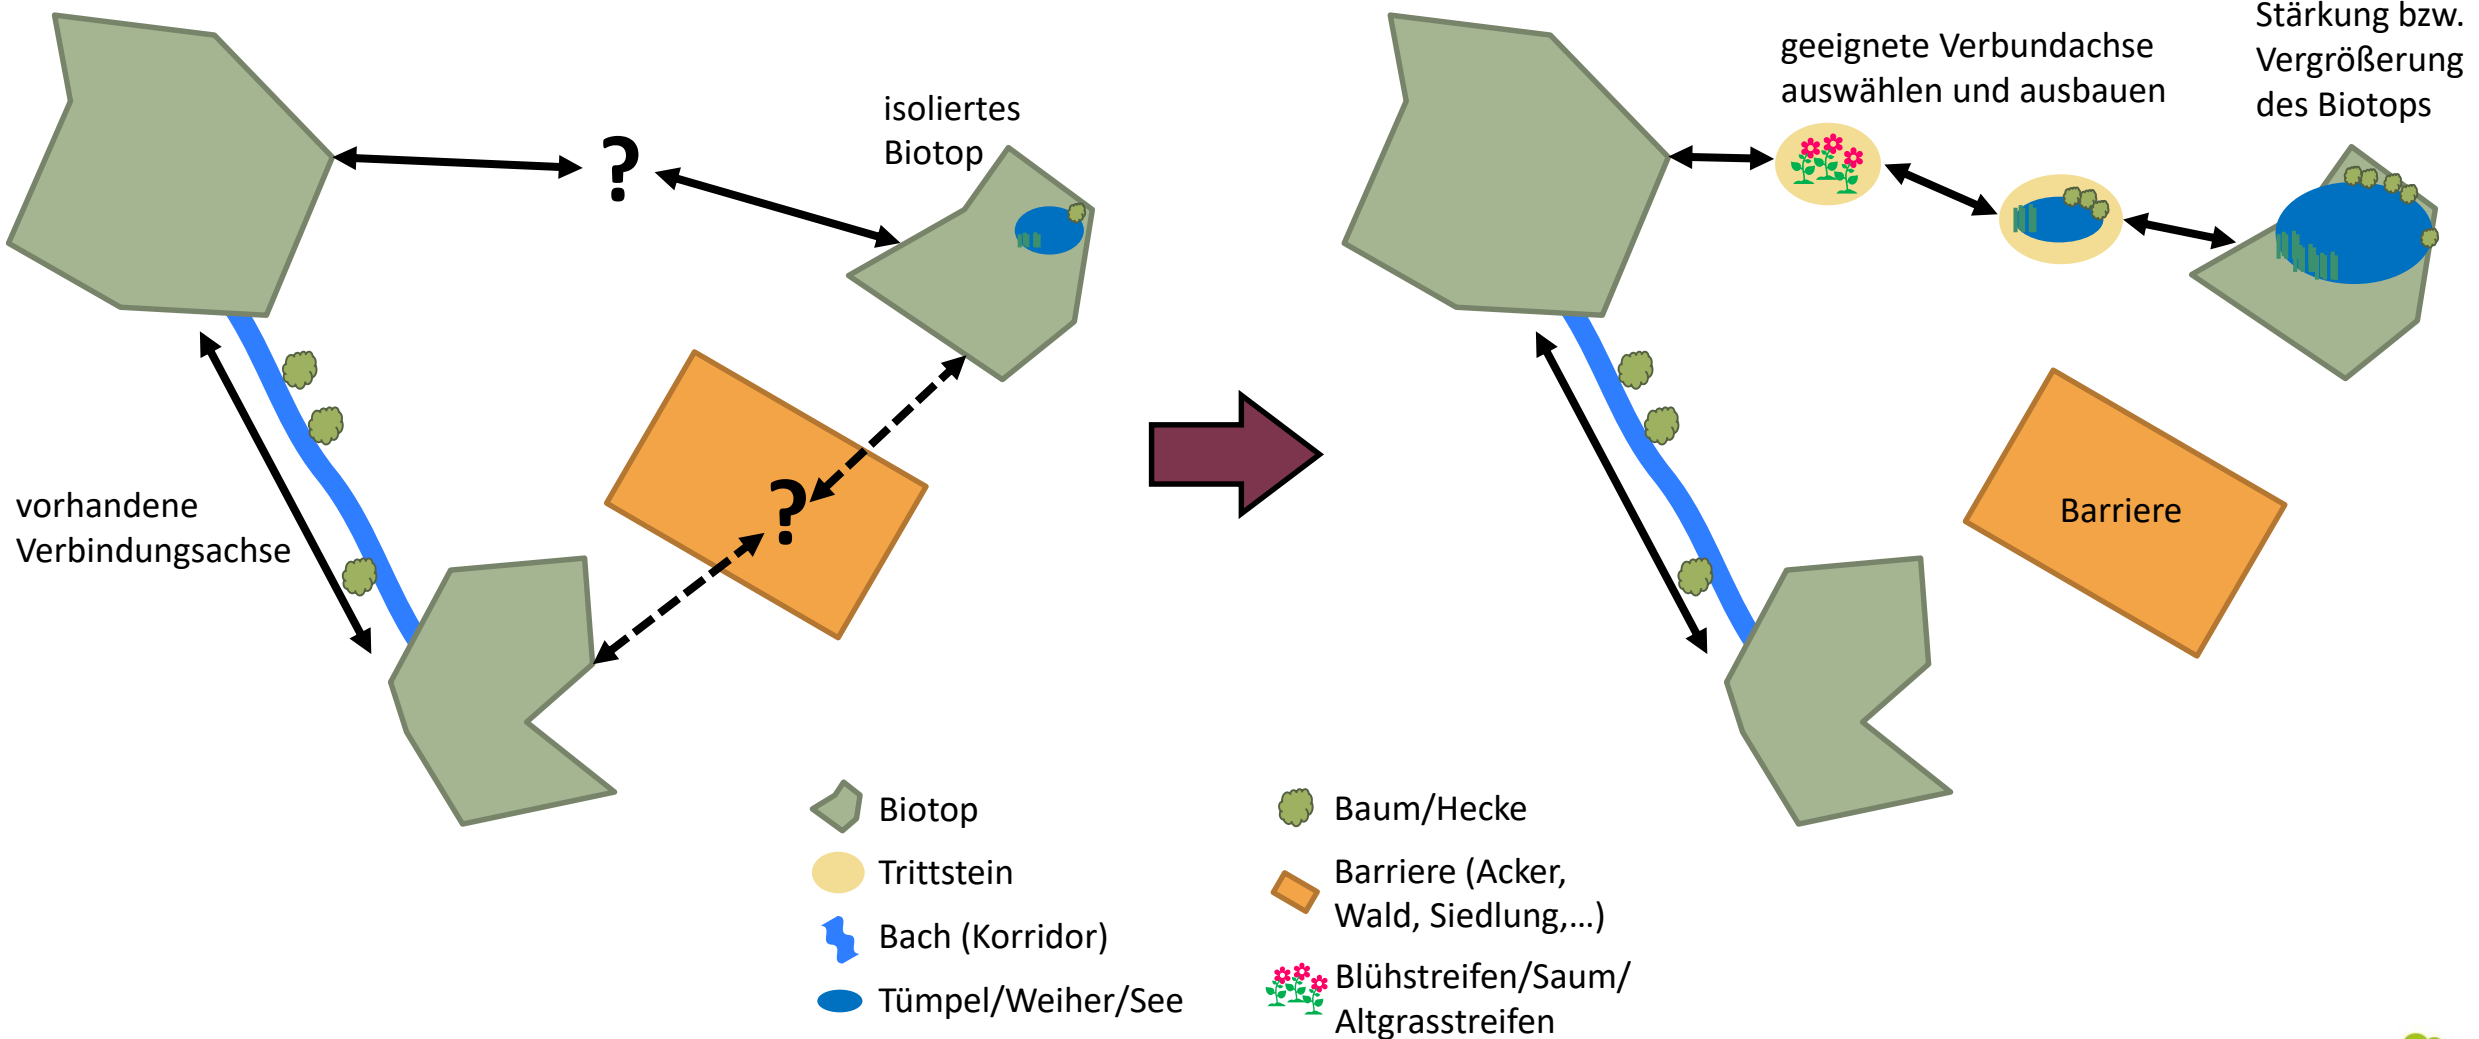 isoliertes
Biotop
?
?
vorhandene
Verbindungsachse
geeignete Verbundachse
auswählen und ausbauen
Stärkung bzw.
Vergrößerung
des Biotops
Barriere
Biotop
Trittstein
Bach (Korridor)
Tümpel/Weiher/See
Baum/Hecke
Barriere (Acker,
Wald, Siedlung,...)
Blühstreifen/Saum/
Altgrasstreifen